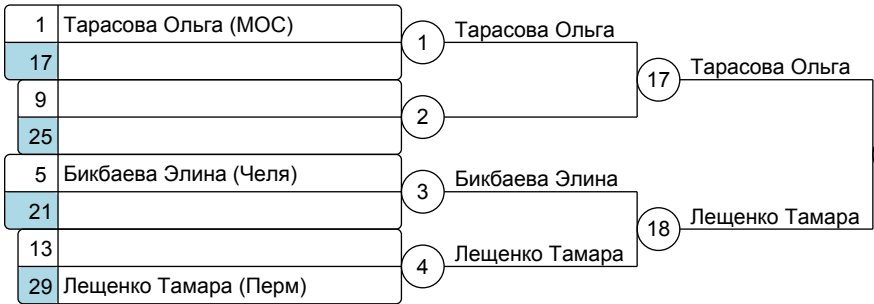 1 Тарасова Ольга (МОС)
17
1 Тарасова Ольга
9
25
2
17 Тарасова Ольга
5 Бикбаева Элина (Челя)
21
3 Бикбаева Элина
13
29 Лещенко Тамара (Перм)
4 Лещенко Тамара
18 Лещенко Тамара